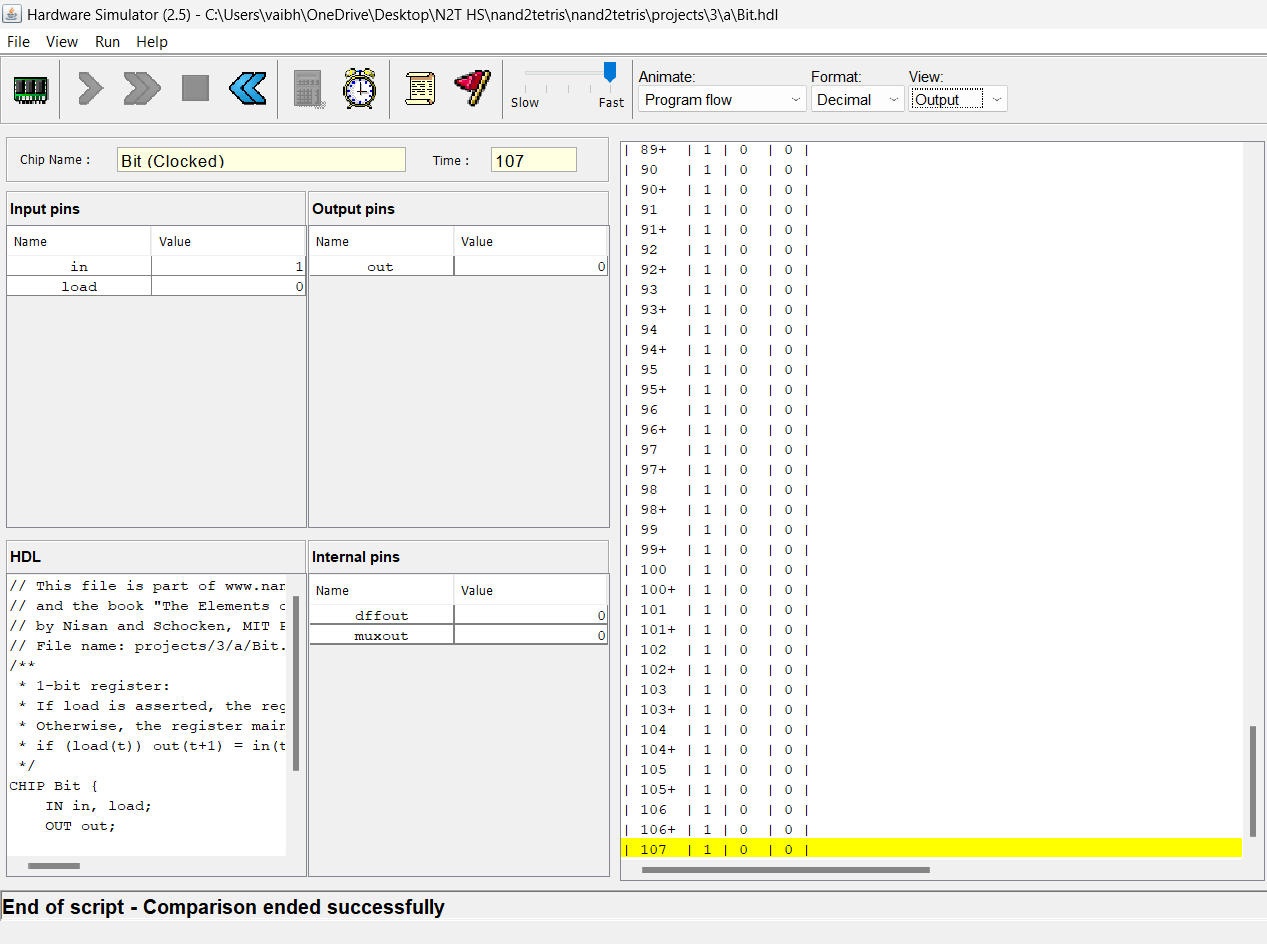 Hardware Simulator (2.5) - C:\Users\vaibh\OneDrive\Desktop\N2T HS\nand2tetris\nand2tetris\projects\3\a\Bit.hdl
File View Run Help
Slow Fast
Animate: Format: View:
Program flow Decimal Output
Chip Name : Bit (Clocked) Time : 107
Input pins
Name Value
in 1
load 0
Output pins
Name Value
out 0
HDL
// This file is part of www.nan
// and the book "The Elements o
// by Nisan and Schocken, MIT P
// File name: projects/3/a/Bit.
/**
 * 1-bit register:
 * If load is asserted, the reg
 * Otherwise, the register main
 * if (load(t)) out(t+1) = in(t
 */
CHIP Bit {
    IN in, load;
    OUT out;
Internal pins
Name Value
dffout 0
muxout 0
| 89+ | 1 | 0 | 0 |
| 90 | 1 | 0 | 0 |
| 90+ | 1 | 0 | 0 |
| 91 | 1 | 0 | 0 |
| 91+ | 1 | 0 | 0 |
| 92 | 1 | 0 | 0 |
| 92+ | 1 | 0 | 0 |
| 93 | 1 | 0 | 0 |
| 93+ | 1 | 0 | 0 |
| 94 | 1 | 0 | 0 |
| 94+ | 1 | 0 | 0 |
| 95 | 1 | 0 | 0 |
| 95+ | 1 | 0 | 0 |
| 96 | 1 | 0 | 0 |
| 96+ | 1 | 0 | 0 |
| 97 | 1 | 0 | 0 |
| 97+ | 1 | 0 | 0 |
| 98 | 1 | 0 | 0 |
| 98+ | 1 | 0 | 0 |
| 99 | 1 | 0 | 0 |
| 99+ | 1 | 0 | 0 |
| 100 | 1 | 0 | 0 |
| 100+ | 1 | 0 | 0 |
| 101 | 1 | 0 | 0 |
| 101+ | 1 | 0 | 0 |
| 102 | 1 | 0 | 0 |
| 102+ | 1 | 0 | 0 |
| 103 | 1 | 0 | 0 |
| 103+ | 1 | 0 | 0 |
| 104 | 1 | 0 | 0 |
| 104+ | 1 | 0 | 0 |
| 105 | 1 | 0 | 0 |
| 105+ | 1 | 0 | 0 |
| 106 | 1 | 0 | 0 |
| 106+ | 1 | 0 | 0 |
| 107 | 1 | 0 | 0 |
End of script - Comparison ended successfully